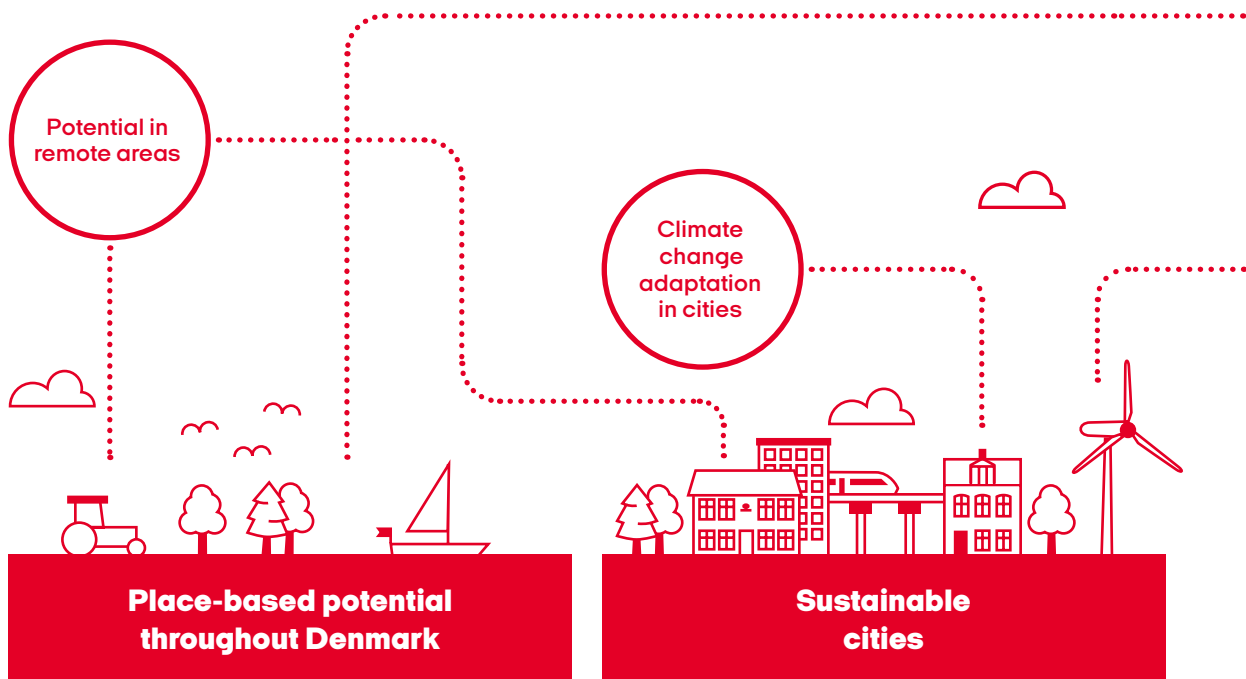 Potential in
remote areas
Climate
change
adaptation
in cities
Place-based potential
throughout Denmark
Sustainable
cities